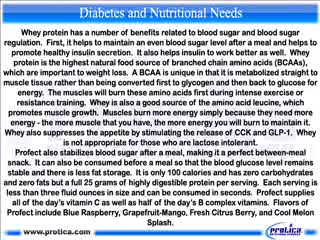 Diabetes and Nutritional Needs
Whey protein has a number of benefits related to blood sugar and blood sugar
regulation.  First, it helps to maintain an even blood sugar level after a meal and helps to
promote healthy insulin secretion.  It also helps insulin to work better as well.  Whey
protein is the highest natural food source of branched chain amino acids (BCAAs),
which are important to weight loss.  A BCAA is unique in that it is metabolized straight to
muscle tissue rather than being converted first to glycogen and then back to glucose for
energy.  The muscles will burn these amino acids first during intense exercise or
resistance training.  Whey is also a good source of the amino acid leucine, which
promotes muscle growth.  Muscles burn more energy simply because they need more
energy - the more muscle that you have, the more energy you will burn to maintain it.
Whey also suppresses the appetite by stimulating the release of CCK and GLP-1.  Whey
is not appropriate for those who are lactose intolerant.
Profect also stabilizes blood sugar after a meal, making it a perfect between-meal
snack.  It can also be consumed before a meal so that the blood glucose level remains
stable and there is less fat storage.  It is only 100 calories and has zero carbohydrates
and zero fats but a full 25 grams of highly digestible protein per serving.  Each serving is
less than three fluid ounces in size and can be consumed in seconds.  Profect supplies
all of the day's vitamin C as well as half of the day's B complex vitamins.  Flavors of
Profect include Blue Raspberry, Grapefruit-Mango, Fresh Citrus Berry, and Cool Melon
Splash.
www.protica.com
protica